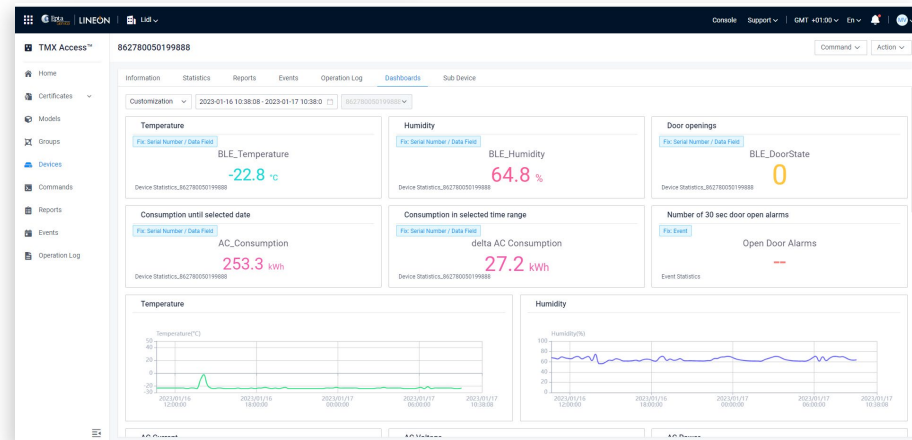 Epta LINEON Lidl Console Support GMT +01:00 En MV
TMX Access™
862780050199888
Command Action
Home
Certificates
Models
Groups
Devices
Commands
Reports
Events
Operation Log
Information Statistics Reports Events Operation Log Dashboards Sub Device
Customization 2023-01-16 10:38:08 - 2023-01-17 10:38:0 862780050199888
Temperature
Fix: Serial Number / Data Field
BLE_Temperature
-22.8 °C
Device Statistics_862780050199888
Humidity
Fix: Serial Number / Data Field
BLE_Humidity
64.8 %
Device Statistics_862780050199888
Door openings
Fix: Serial Number / Data Field
BLE_DoorState
0
Device Statistics_862780050199888
Consumption until selected date
Fix: Serial Number / Data Field
AC_Consumption
253.3 kWh
Device Statistics_862780050199888
Consumption in selected time range
Fix: Serial Number / Data Field
delta AC Consumption
27.2 kWh
Device Statistics_862780050199888
Number of 30 sec door open alarms
Fix: Event
Open Door Alarms
--
Event Statistics
Temperature
Temperature(°C)
50
40
20
0
-20
-30
2023/01/16 2023/01/16 2023/01/17 2023/01/17 2023/01/17
12:00:00 18:00:00 00:00:00 06:00:00 10:38:08
Humidity
Humidity(%)
100
80
60
40
20
0
2023/01/16 2023/01/16 2023/01/17 2023/01/17 2023/01/17
12:00:00 18:00:00 00:00:00 06:00:00 10:38:08
AC Current AC Voltage AC Power